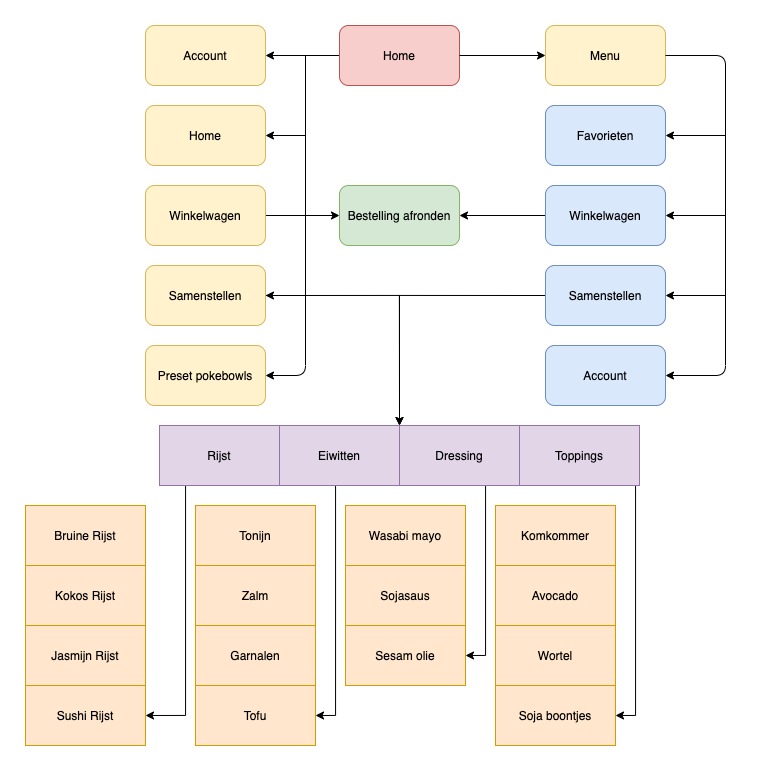 Account
Home
Menu
Home
Favorieten
Winkelwagen
Bestelling afronden
Winkelwagen
Samenstellen
Samenstellen
Preset pokebowls
Account
Rijst
Eiwitten
Dressing
Toppings
Bruine Rijst
Tonijn
Wasabi mayo
Komkommer
Kokos Rijst
Zalm
Sojasaus
Avocado
Jasmijn Rijst
Garnalen
Sesam olie
Wortel
Sushi Rijst
Tofu
Soja boontjes